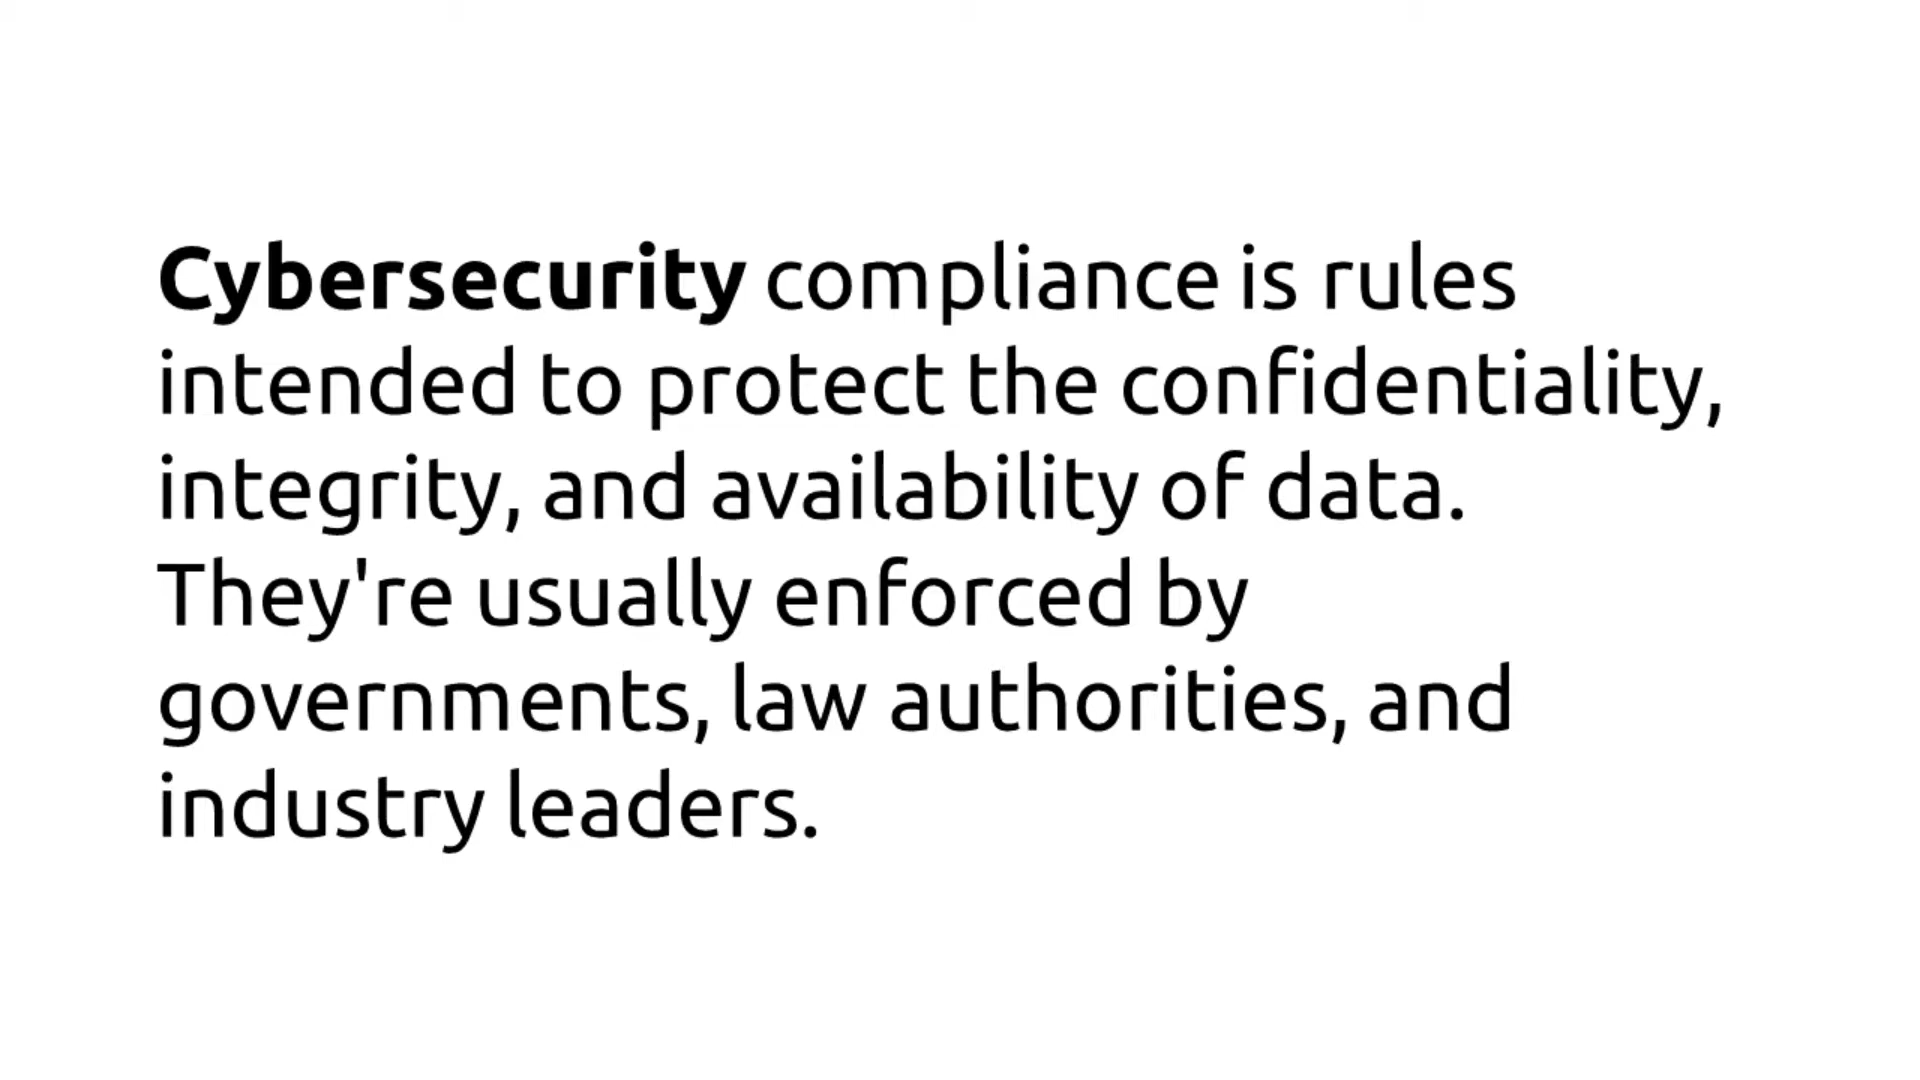 Cybersecurity compliance is rules
intended to protect the confidentiality,
integrity, and availability of data.
They're usually enforced by
governments, law authorities, and
industry leaders.